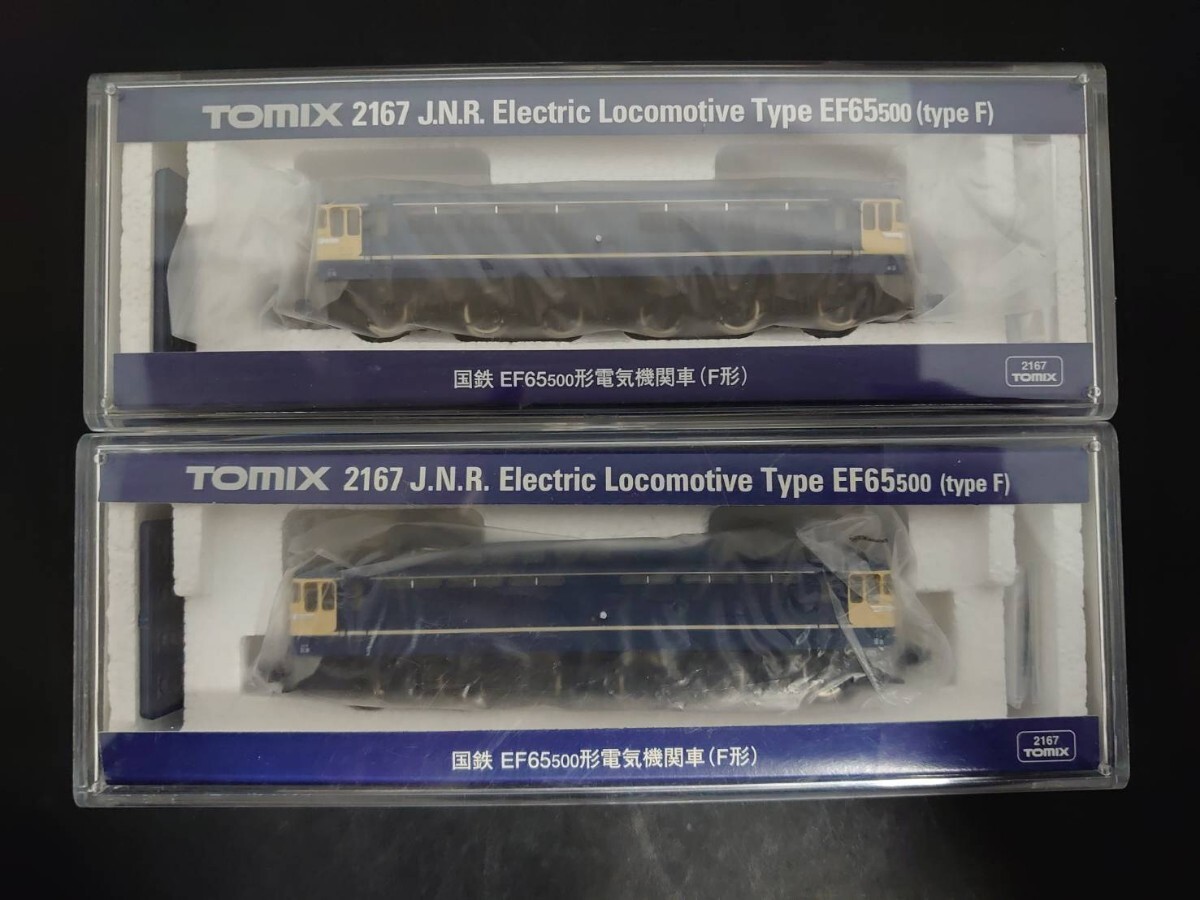 TOMIX 2167 J.N.R. Electric Locomotive Type EF65500 (type F)
国鉄 EF65500形電気機関車(F形)
2167
TOMIX
TOMIX 2167 J.N.R. Electric Locomotive Type EF65500 (type F)
国鉄 EF65500形電気機関車(F形)
2167
TOMIX